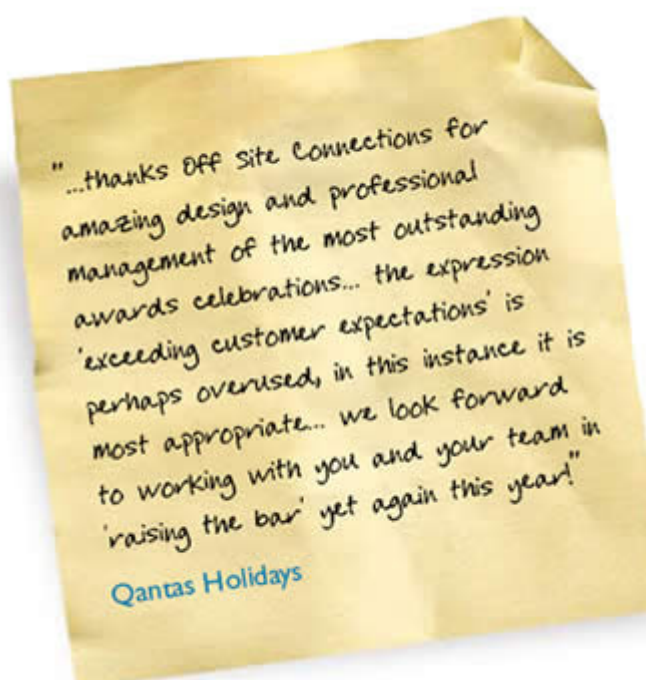 "...thanks Off Site Connections for
amazing design and professional
management of the most outstanding
awards celebrations... the expression
'exceeding customer expectations' is
perhaps overused, in this instance it is
most appropriate... we look forward
to working with you and your team in
'raising the bar' yet again this year!"
Qantas Holidays